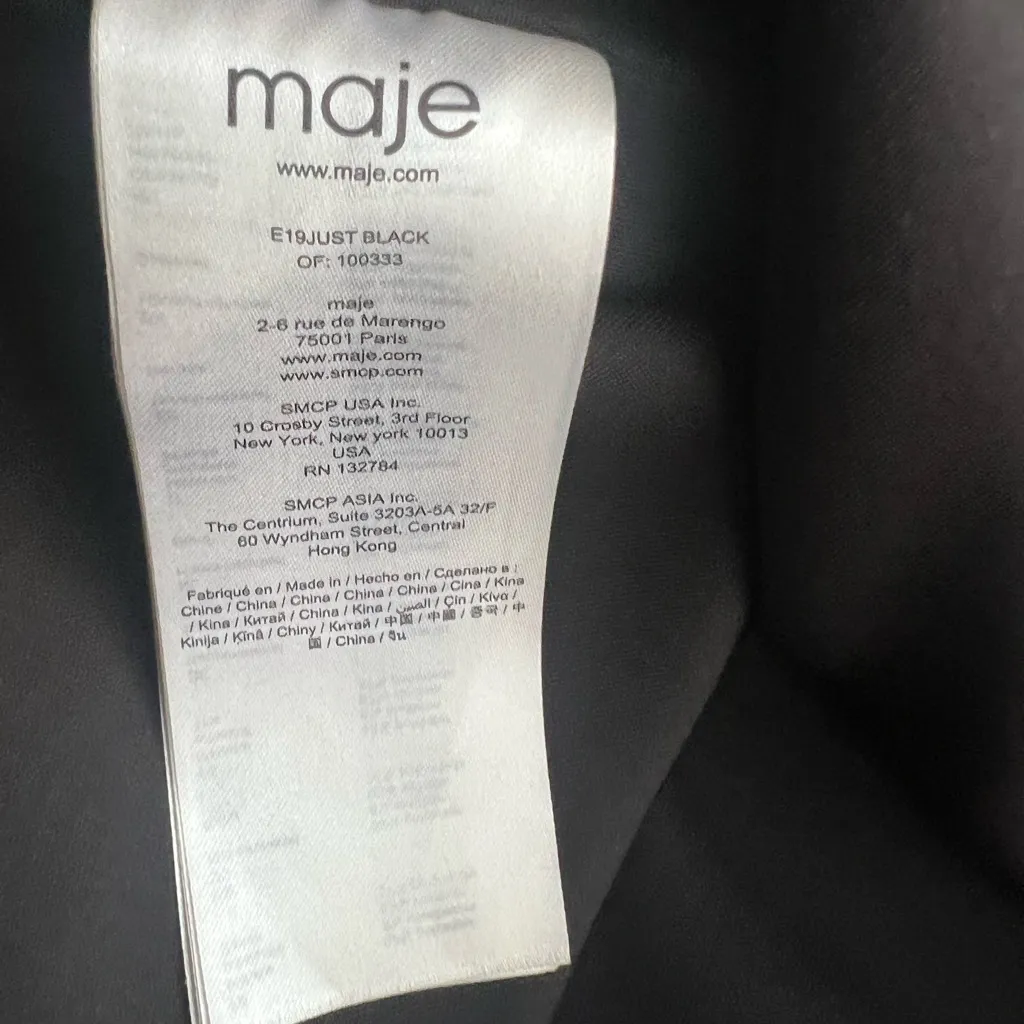 maje
www.maje.com
E19JUST BLACK
OF: 100333
maje
2-6 rue de Marengo
75001 Paris
www.maje.com
www.smcp.com
SMCP USA Inc.
10 Crosby Street, 3rd Floor
New York, New york 10013
USA
RN 132784
SMCP ASIA Inc.
The Centrium, Suite 3203A-5A 32/F
60 Wyndham Street, Central
Hong Kong
Fabriqué en / Made in / Hecho en / Сделано в :
Chine / China / China / China / China / Cina / Kina
/ Kina / Китай / China / Kina / الصين / Çin / Κίνα /
Kinija / Ķīnā / Chiny / Китай / 中国 / 中國 / 중국 / 中
国 / China / จีน